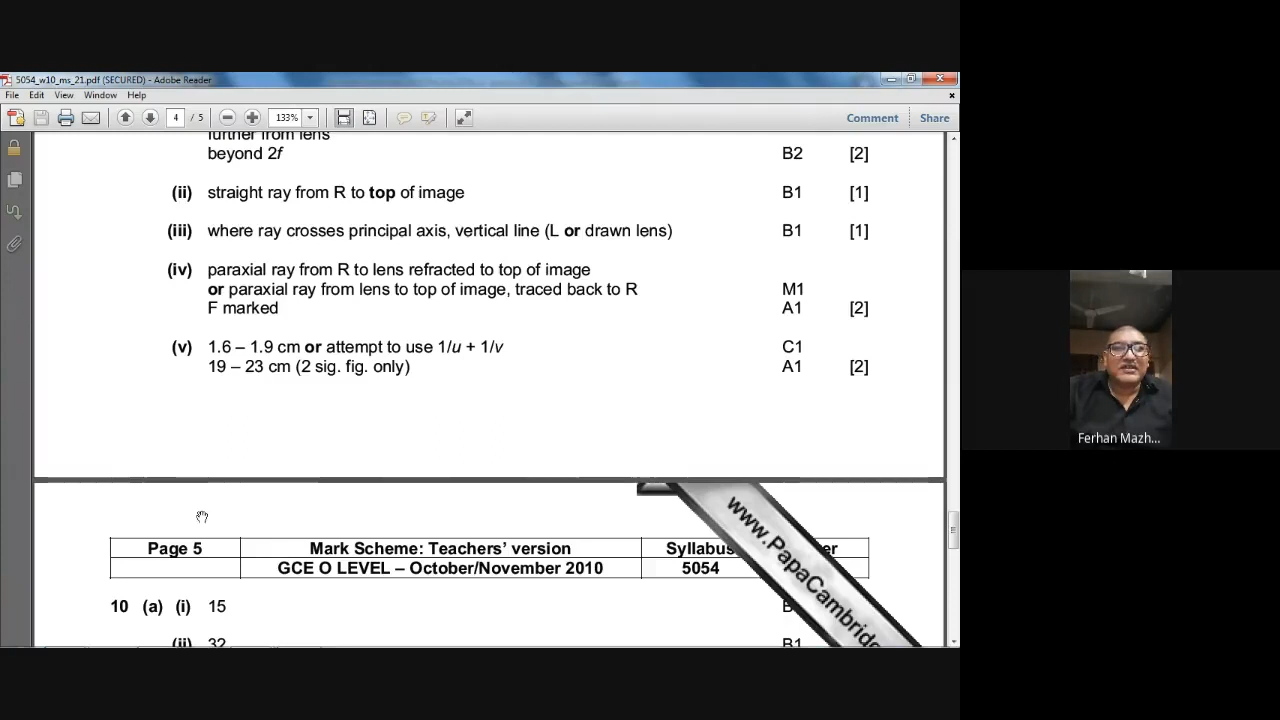 5054_w10_ms_21.pdf (SECURED) - Adobe Reader
File Edit View Window Help
4 / 5 133% Comment Share
further from lens
beyond 2f B2 [2]
(ii) straight ray from R to top of image B1 [1]
(iii) where ray crosses principal axis, vertical line (L or drawn lens) B1 [1]
(iv) paraxial ray from R to lens refracted to top of image
or paraxial ray from lens to top of image, traced back to R M1
F marked A1 [2]
(v) 1.6 – 1.9 cm or attempt to use 1/u + 1/v C1
19 – 23 cm (2 sig. fig. only) A1 [2]
Ferhan Mazh...
www.PapaCambridge
Page 5 Mark Scheme: Teachers’ version Syllabus er
GCE O LEVEL – October/November 2010 5054
10 (a) (i) 15 B
(ii) 32 B1